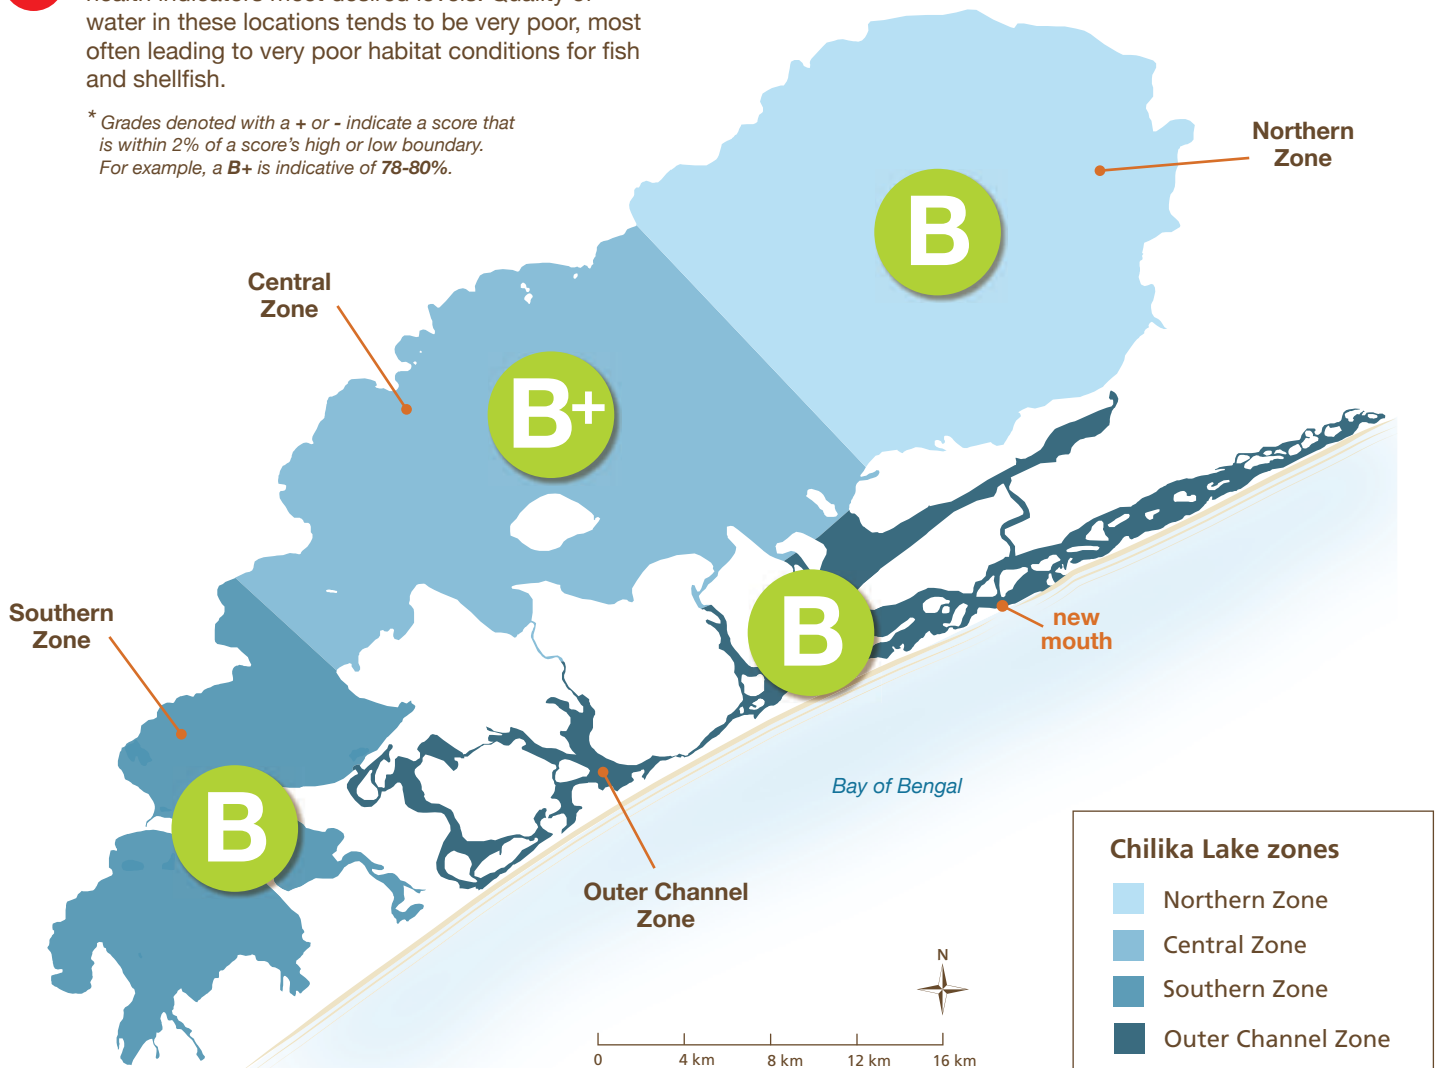 water in these locations tends to be very poor, most
often leading to very poor habitat conditions for fish
and shellfish.
* Grades denoted with a + or - indicate a score that
is within 2% of a score's high or low boundary.
For example, a B+ is indicative of 78-80%.
Northern
Zone
B
Central
Zone
B+
Southern
Zone
B
new
mouth
B
Bay of Bengal
Outer Channel
Zone
N
0 4 km 8 km 12 km 16 km
Chilika Lake zones
Northern Zone
Central Zone
Southern Zone
Outer Channel Zone